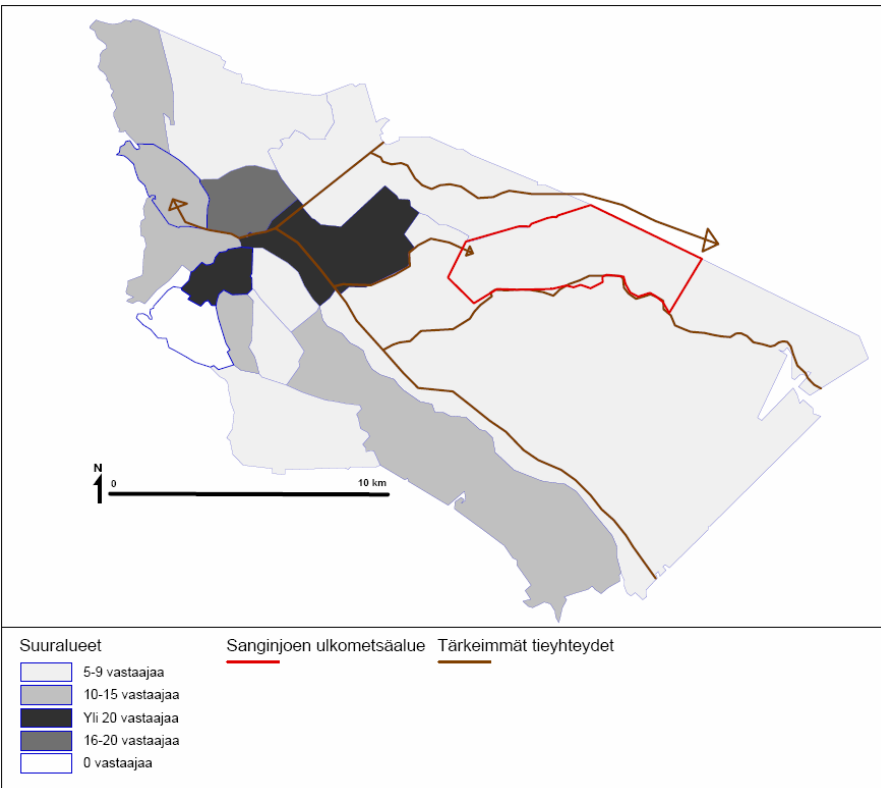 N
0
10 km
Suuralueet
Sanginjoen ulkometsäalue
Tärkeimmät tieyhteydet
5-9 vastaajaa
10-15 vastaajaa
Yli 20 vastaajaa
16-20 vastaajaa
0 vastaajaa